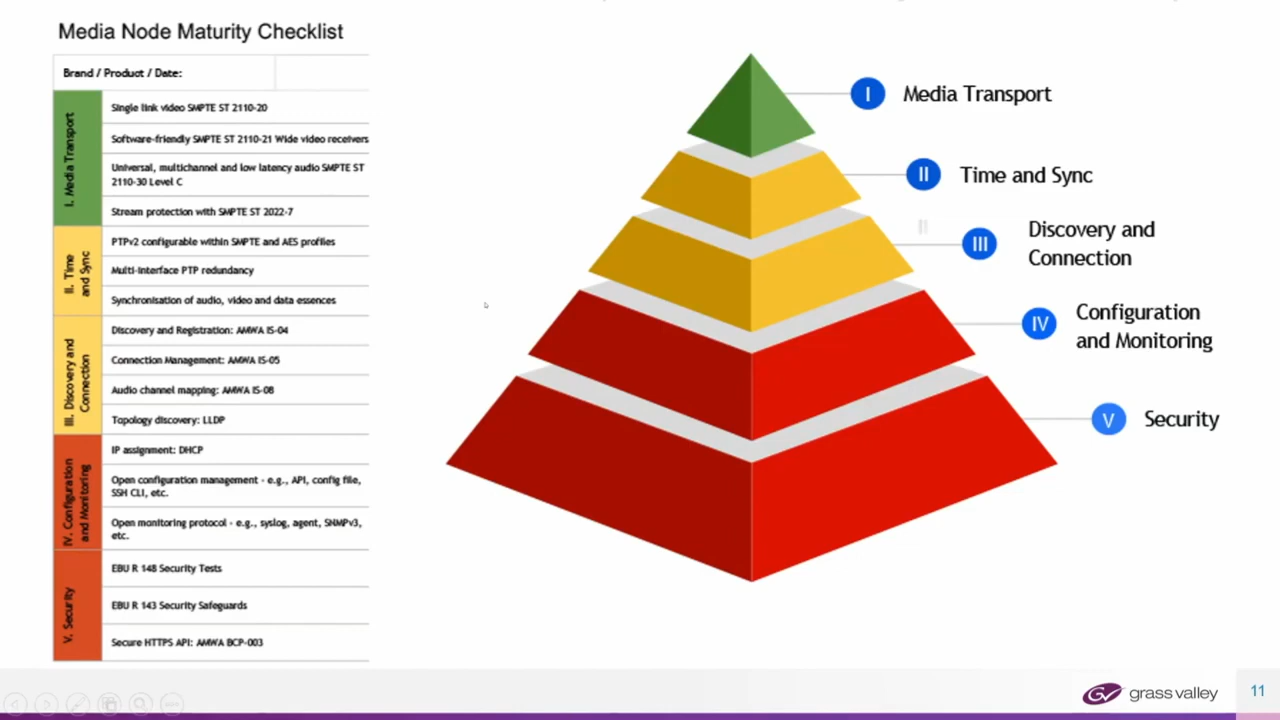 Media Node Maturity Checklist
Brand / Product / Date:
I. Media Transport
Single link video SMPTE ST 2110-20
Software-friendly SMPTE ST 2110-21 Wide video receivers
Universal, multichannel and low latency audio SMPTE ST
2110-30 Level C
Stream protection with SMPTE ST 2022-7
II. Time
and Sync
PTPv2 configurable within SMPTE and AES profiles
Multi-interface PTP redundancy
Synchronisation of audio, video and data essences
III. Discovery and
Connection
Discovery and Registration: AMWA IS-04
Connection Management: AMWA IS-05
Audio channel mapping: AMWA IS-08
Topology discovery: LLDP
IV. Configuration
and Monitoring
IP assignment: DHCP
Open configuration management - e.g., API, config file,
SSH CLI, etc.
Open monitoring protocol - e.g., syslog, agent, SNMPv3,
etc.
V. Security
EBU R 148 Security Tests
EBU R 143 Security Safeguards
Secure HTTPS API: AMWA BCP-003
I
Media Transport
II
Time and Sync
II
III
Discovery and
Connection
IV
Configuration
and Monitoring
V
Security
GV
grass valley
11